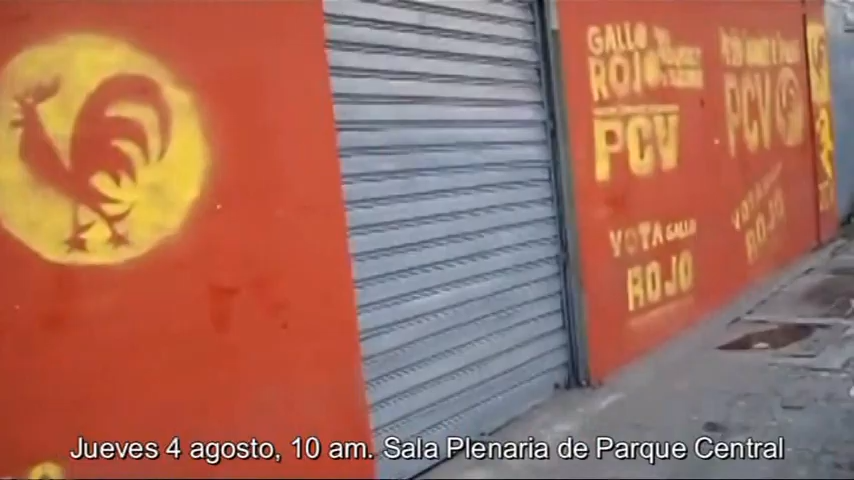 GALLO
ROJO
PCV
PCV
VOTA GALLO
ROJO
VOTA
ROJO
Jueves 4 agosto, 10 am. Sala Plenaria de Parque Central